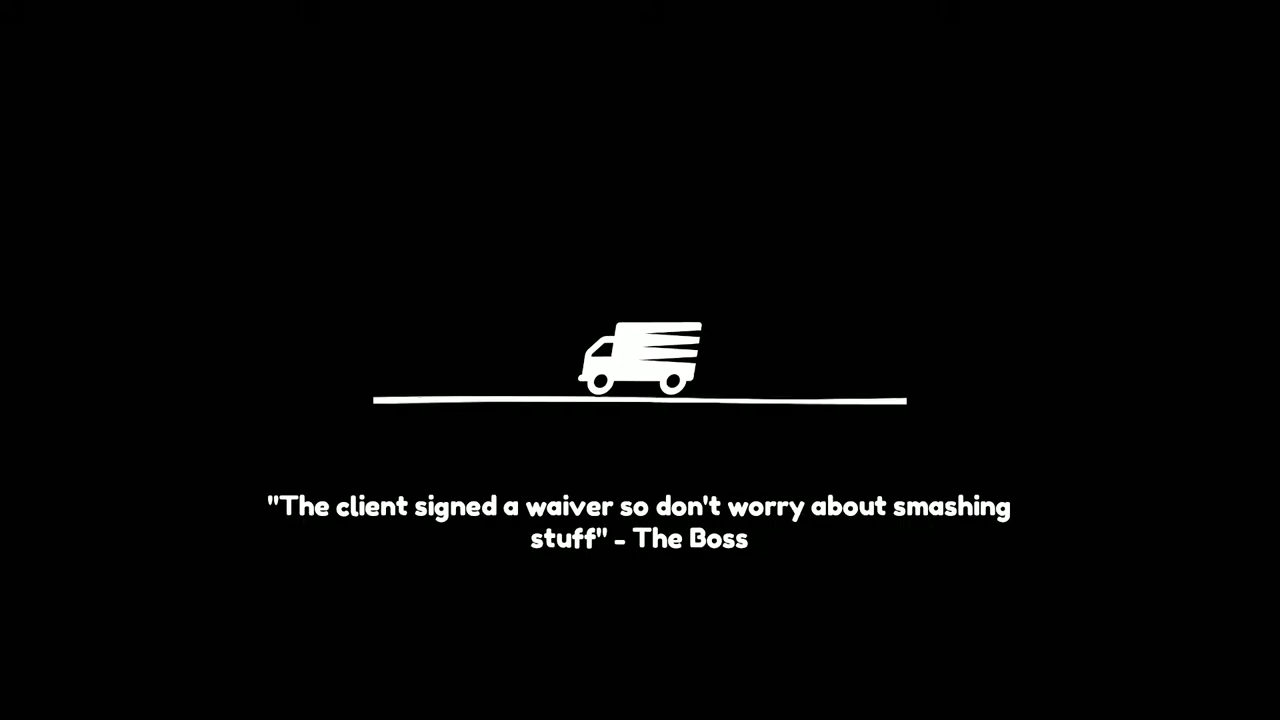 "The client signed a waiver so don't worry about smashing
stuff" - The Boss